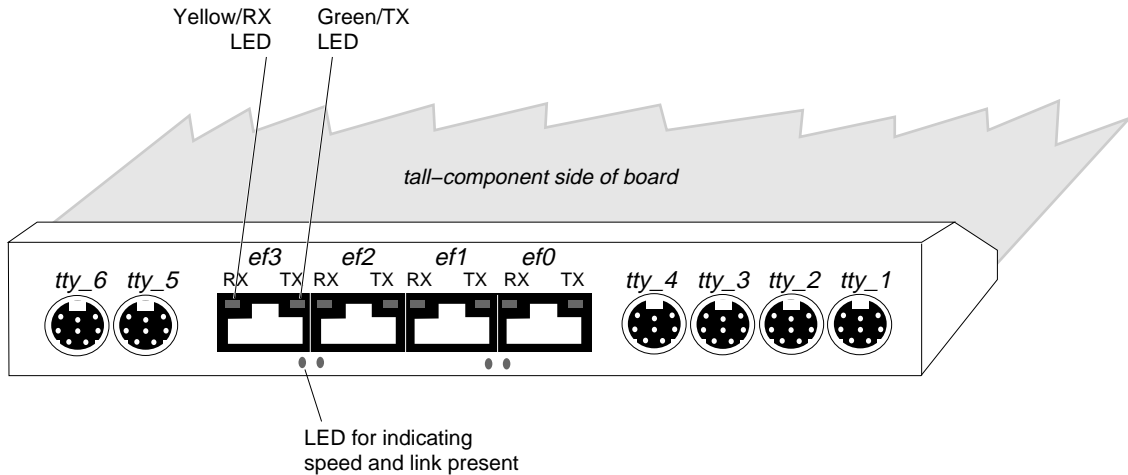 Yellow/RX
LED
Green/TX
LED
tall–component side of board
ef3 ef2 ef1 ef0
tty_6 tty_5 RX TX RX TX RX TX RX TX tty_4 tty_3 tty_2 tty_1
LED for indicating
speed and link present